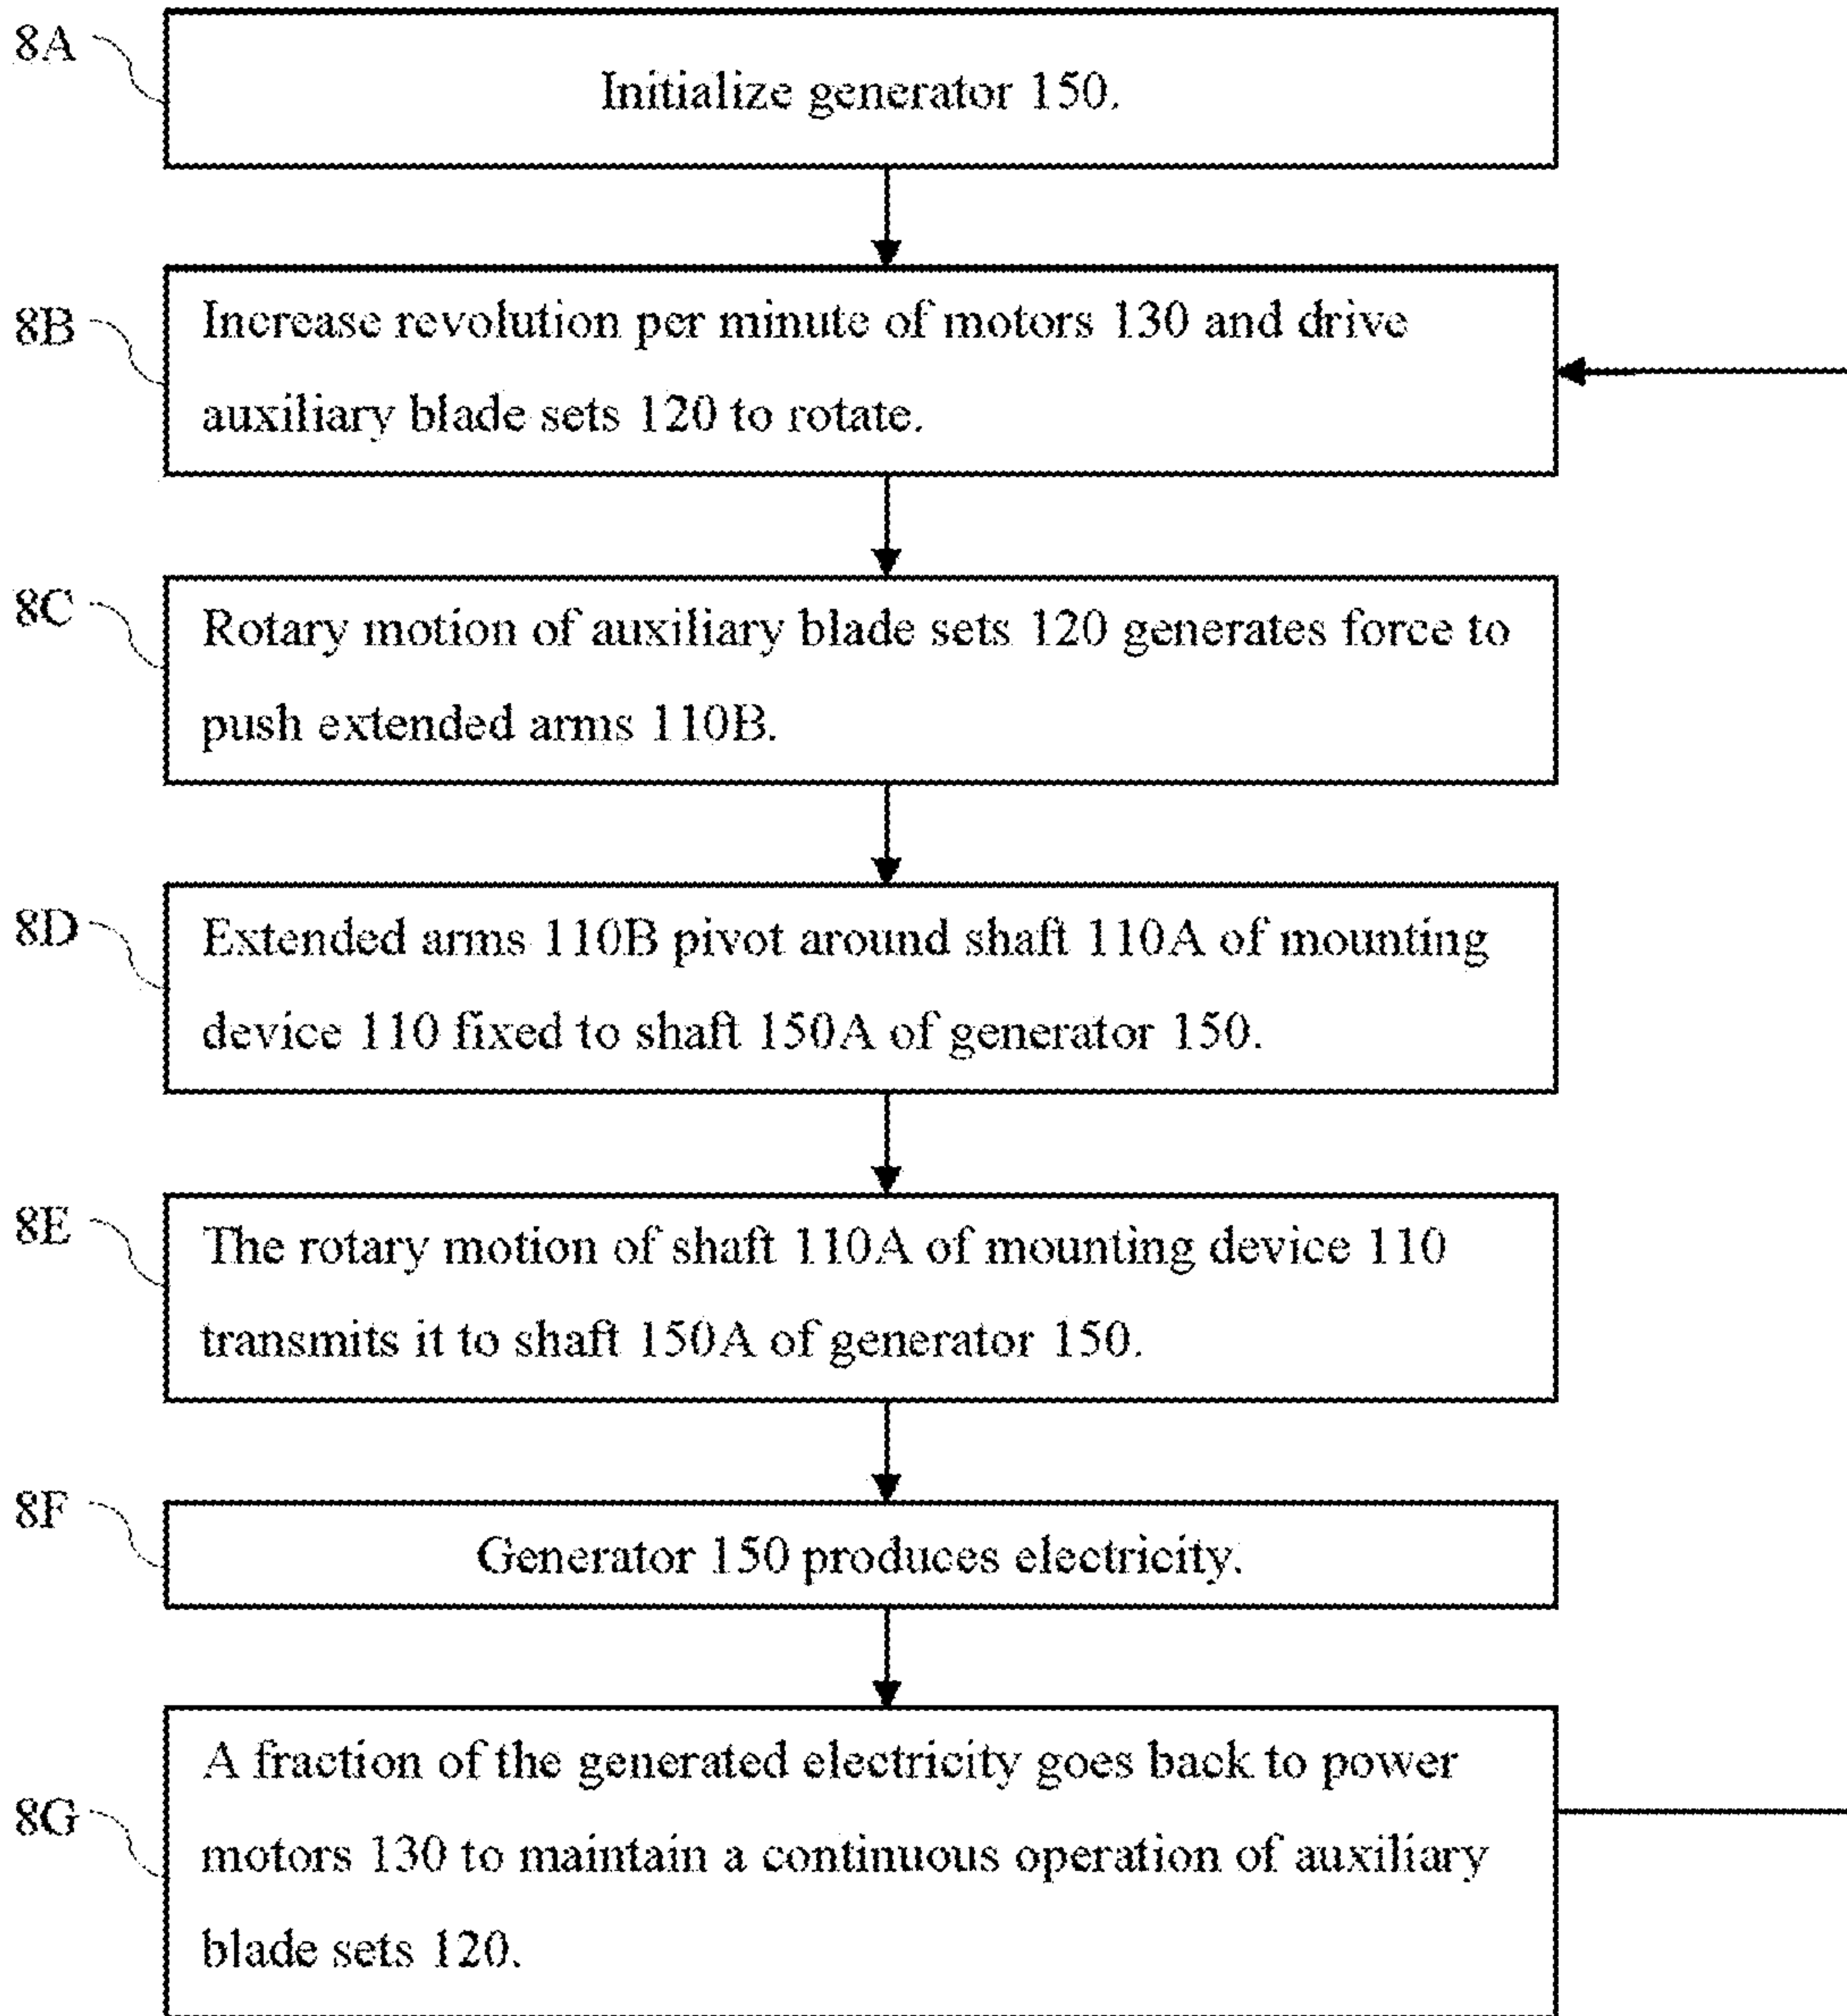 8A
Initialize generator 150.
8B
Increase revolution per minute of motors 130 and drive
auxiliary blade sets 120 to rotate.
8C
Rotary motion of auxiliary blade sets 120 generates force to
push extended arms 110B.
8D
Extended arms 110B pivot around shaft 110A of mounting
device 110 fixed to shaft 150A of generator 150.
8E
The rotary motion of shaft 110A of mounting device 110
transmits it to shaft 150A of generator 150.
8F
Generator 150 produces electricity.
8G
A fraction of the generated electricity goes back to power
motors 130 to maintain a continuous operation of auxiliary
blade sets 120.